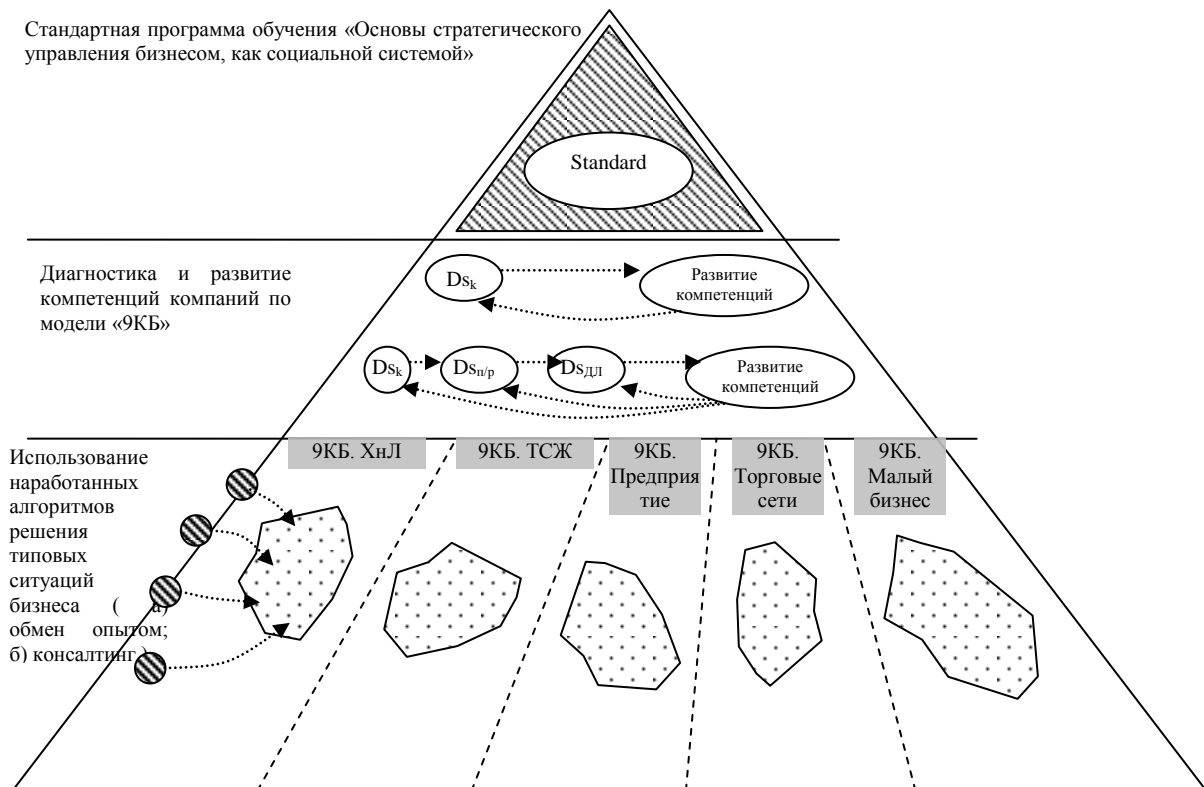 Стандартная программа обучения «Основы стратегического
управления бизнесом, как социальной системой»
Standard
Диагностика и развитие
компетенций компаний по
модели «9КБ»
Dsk
Развитие
компетенций
Dsk
Dsп/р
DsДЛ
Развитие
компетенций
Использование
наработанных
алгоритмов
решения
типовых
ситуаций
бизнеса ( а)
обмен опытом;
б) консалтинг )
9КБ. ХнЛ
9КБ. ТСЖ
9КБ.
Предприя
тие
9КБ.
Торговые
сети
9КБ.
Малый
бизнес